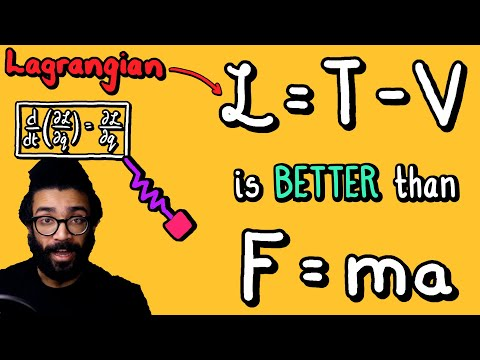 Lagrangian
ℒ = T - V
d/dt (∂ℒ/∂q̇) = ∂ℒ/∂q
is BETTER than
F = ma